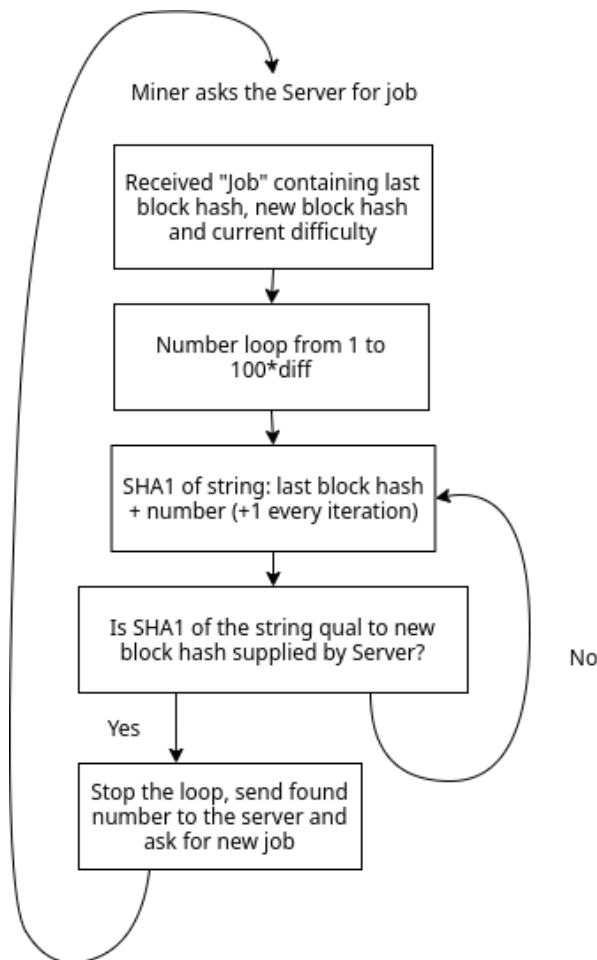 Miner asks the Server for job
Received "Job" containing last
block hash, new block hash
and current difficulty
Number loop from 1 to
100*diff
SHA1 of string: last block hash
+ number (+1 every iteration)
Is SHA1 of the string qual to new
block hash supplied by Server?
No
Yes
Stop the loop, send found
number to the server and
ask for new job